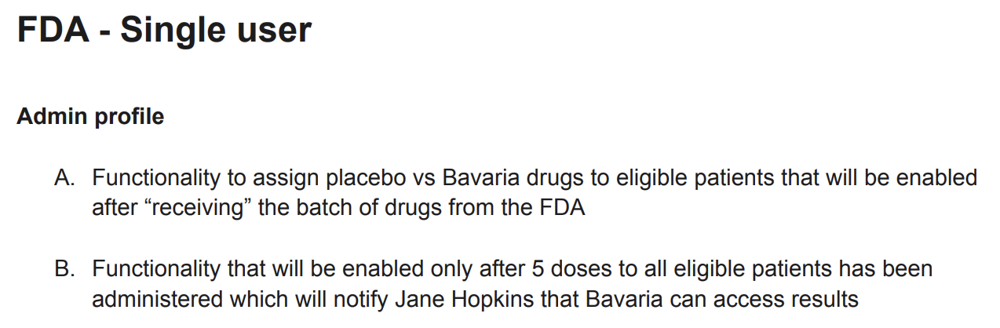 FDA - Single user
Admin profile
A. Functionality to assign placebo vs Bavaria drugs to eligible patients that will be enabled
after “receiving” the batch of drugs from the FDA
B. Functionality that will be enabled only after 5 doses to all eligible patients has been
administered which will notify Jane Hopkins that Bavaria can access results